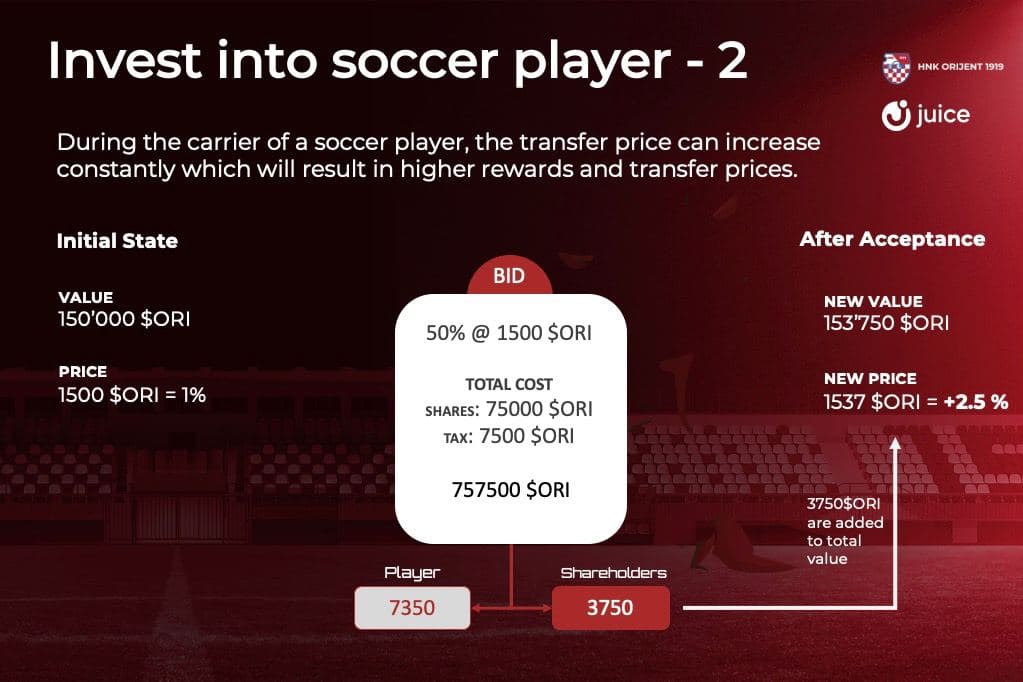 Invest into soccer player - 2
HNK ORIJENT 1919
juice
During the carrier of a soccer player, the transfer price can increase
constantly which will result in higher rewards and transfer prices.
Initial State
VALUE
150’000 $ORI
PRICE
1500 $ORI = 1%
BID
50% @ 1500 $ORI
TOTAL COST
SHARES: 75000 $ORI
TAX: 7500 $ORI
757500 $ORI
Player
7350
Shareholders
3750
After Acceptance
NEW VALUE
153’750 $ORI
NEW PRICE
1537 $ORI = +2.5 %
3750$ORI
are added
to total
value